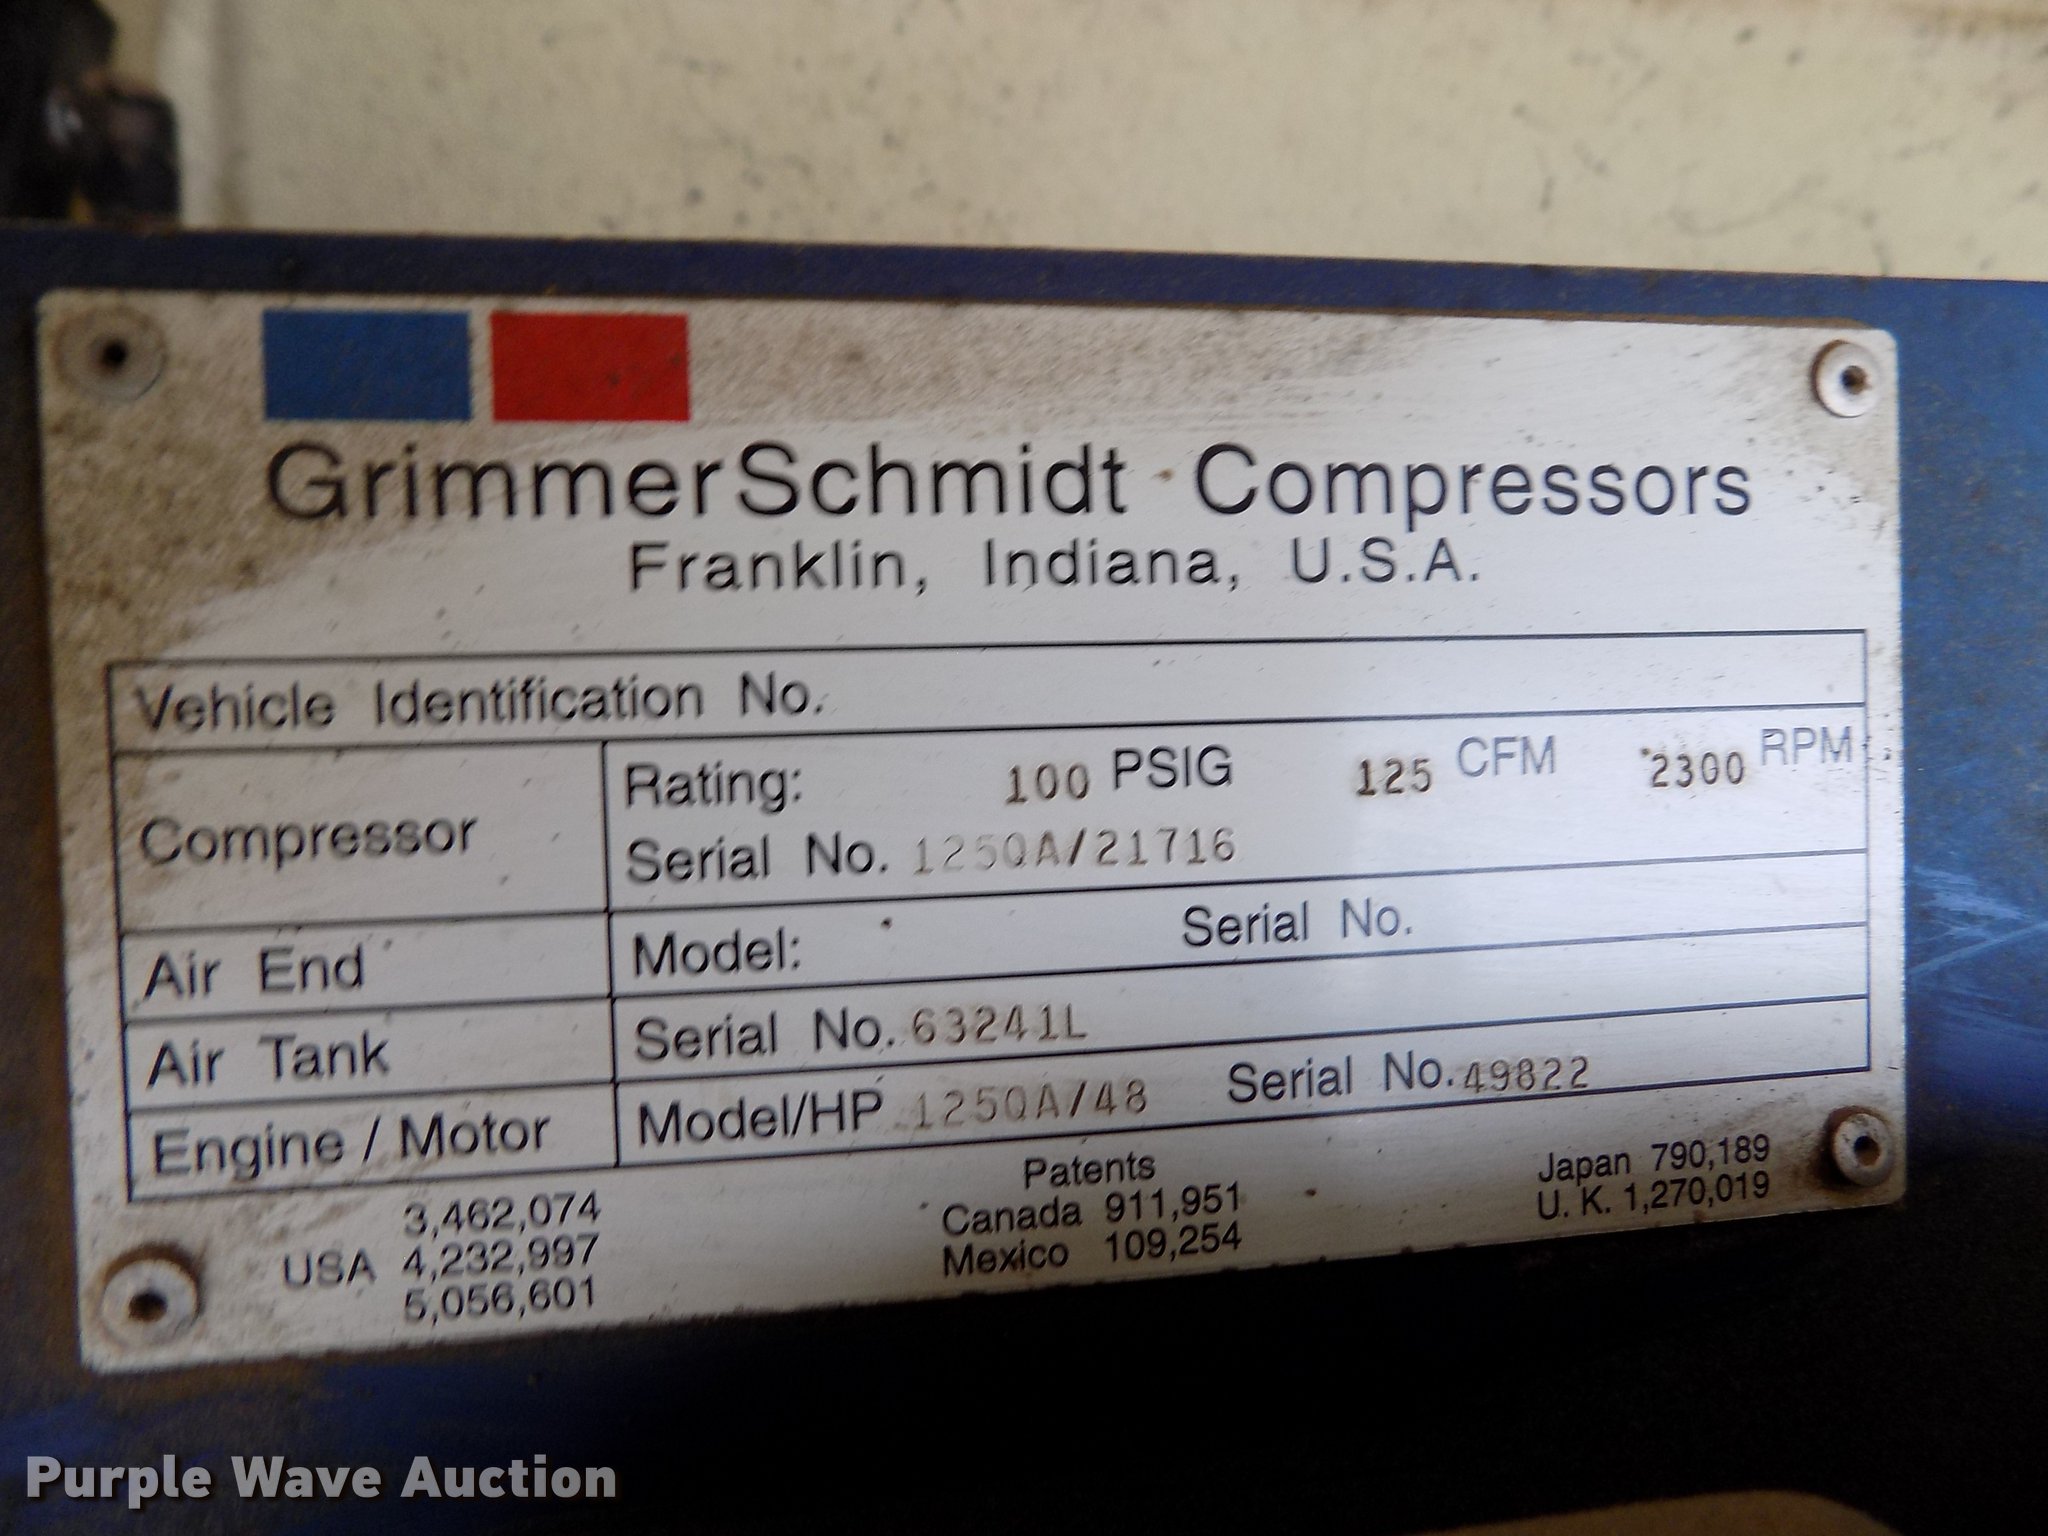 GrimmerSchmidt Compressors
Franklin, Indiana, U.S.A.
Vehicle Identification No.
Compressor
Rating: 100 PSIG 125 CFM 2300 RPM
Serial No. 125QA/21716
Air End Model: Serial No.
Air Tank Serial No. 63241L
Engine / Motor Model/HP 125QA/48 Serial No. 49822
Patents
USA 3,462,074
4,232,997
5,056,601
Canada 911,951
Mexico 109,254
Japan 790,189
U. K. 1,270,019
Purple Wave Auction